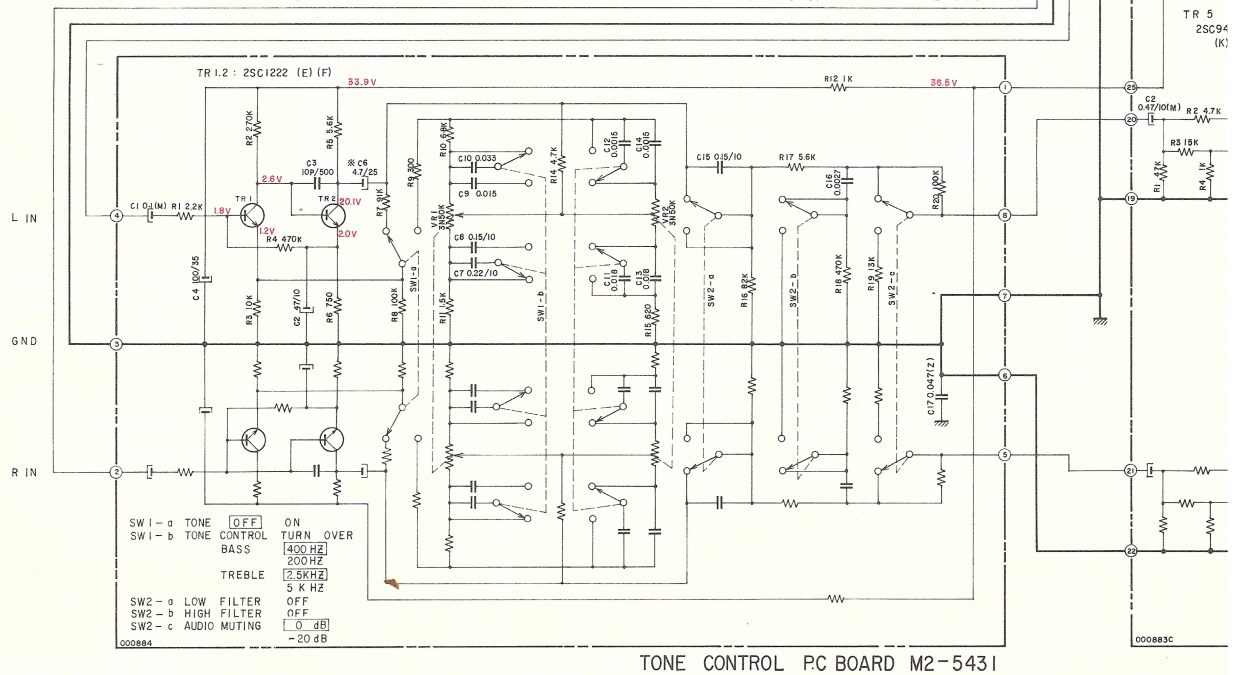 TR 5
2SC94
(K)
TR 1.2 : 2SC1222 (E) (F)
33.9V
R12 1K
36.5V
1
25
C2
0.47/10(M)
R2 4.7K
20
R3 15K
R1 47K
R4 1K
R2 270K
R5 5.6K
C3
10P/500
※ C6
4.7/25
R9 300
R10 6.8K
C10 0.033
C9 0.015
R14 4.7K
C12
0.0015
C14
0.0015
C15 0.15/10
R17 5.6K
C16
0.0027
R20 100K
2.6V
R7 91K
19
L IN
4
C1 0.1(M)
R1 2.2K
1.8V
TR 1
TR2
20.1V
VR1
3N50K
VR2
3N50K
8
1.2V
2.0V
R4 470K
C8 0.15/10
C7 0.22/10
C4 100/35
C2 47/10
R3 10K
R6 750
R8 100K
SW1-a
R11 1.5K
SW1-b
C11
0.018
C13
0.018
R15 620
SW2-a
R16 82K
SW2-b
R18 470K
R19 13K
SW2-c
7
GND
3
6
C17 0.047(Z)
R IN
2
5
21
22
SW1-a TONE OFF ON
SW1-b TONE CONTROL TURN OVER
BASS 400 HZ
200HZ
TREBLE 2.5KHZ
5 K HZ
SW2-a LOW FILTER OFF
SW2-b HIGH FILTER OFF
SW2-c AUDIO MUTING 0 dB
-20 dB
000884
000883C
TONE CONTROL P.C BOARD M2-5431